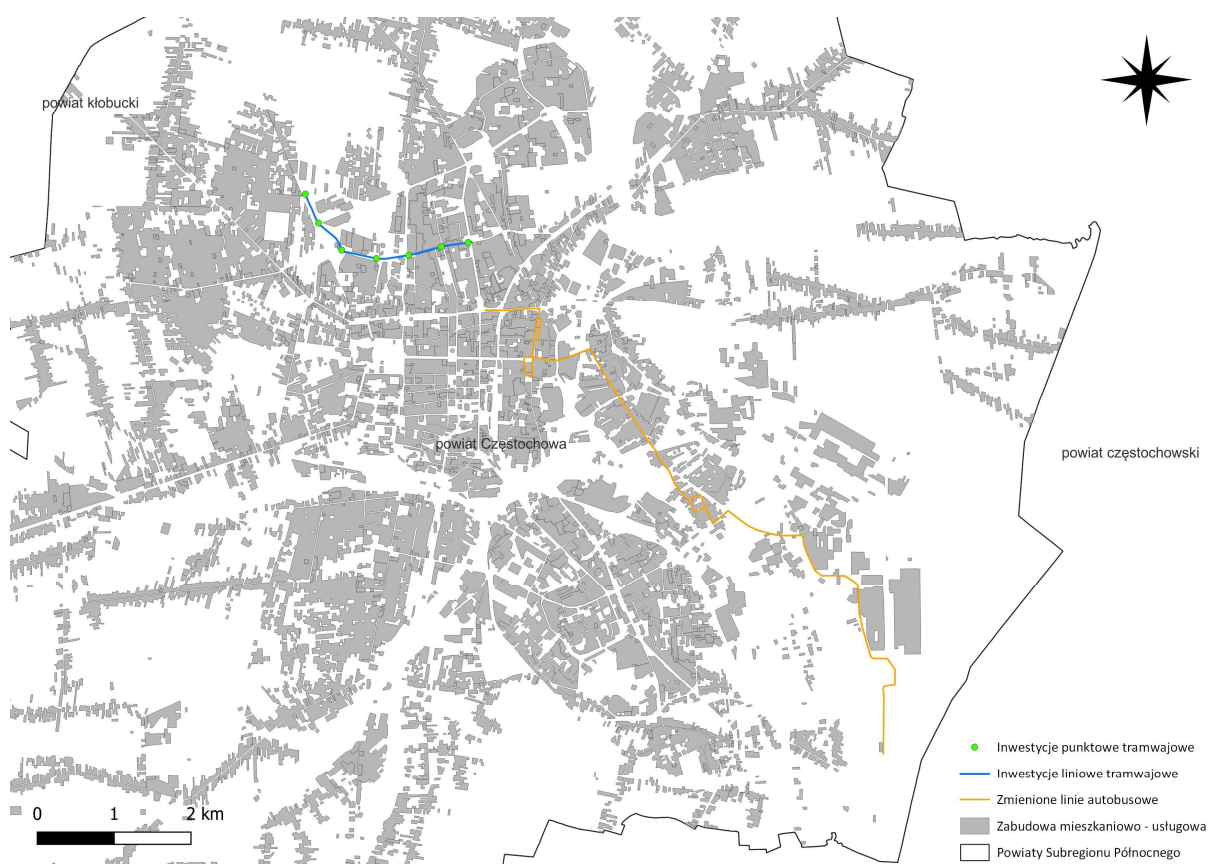 powiat kłobucki
powiat Częstochowa
powiat częstochowski
Inwestycje punktowe tramwajowe
Inwestycje liniowe tramwajowe
Zmienione linie autobusowe
Zabudowa mieszkaniowo - usługowa
Powiaty Subregionu Północnego
0 1 2 km